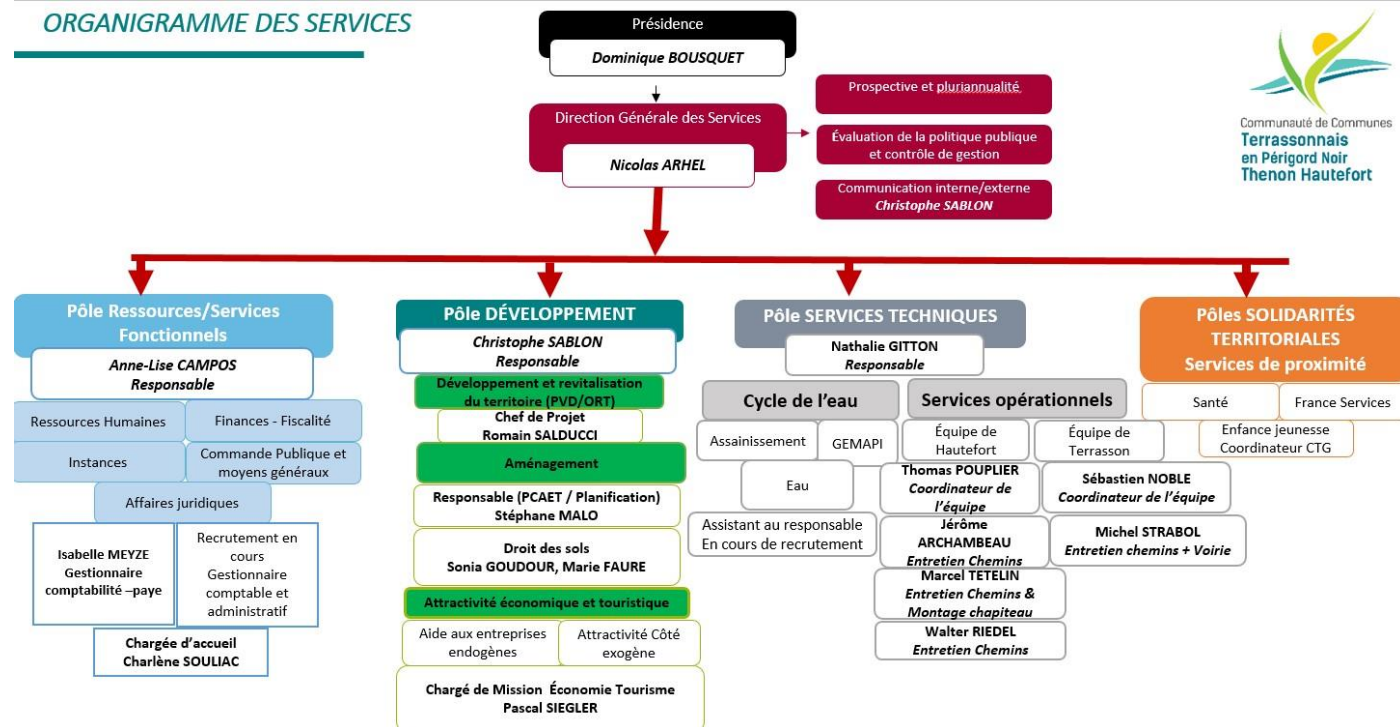 ORGANIGRAMME DES SERVICES
Présidence
Dominique BOUSQUET
Direction Générale des Services
Nicolas ARHEL
Prospective et pluriannualité
Évaluation de la politique publique
et contrôle de gestion
Communication interne/externe
Christophe SABLON
Communauté de Communes
Terrassonnais
en Périgord Noir
Thenon Hautefort
Pôle Ressources/Services
Fonctionnels
Anne-Lise CAMPOS
Responsable
Ressources Humaines
Finances - Fiscalité
Instances
Commande Publique et
moyens généraux
Affaires juridiques
Isabelle MEYZE
Gestionnaire
comptabilité –paye
Recrutement en
cours
Gestionnaire
comptable et
administratif
Chargée d’accueil
Charlène SOULIAC
Pôle DÉVELOPPEMENT
Christophe SABLON
Responsable
Développement et revitalisation
du territoire (PVD/ORT)
Chef de Projet
Romain SALDUCCI
Aménagement
Responsable (PCAET / Planification)
Stéphane MALO
Droit des sols
Sonia GOUDOUR, Marie FAURE
Attractivité économique et touristique
Aide aux entreprises
endogènes
Attractivité Côté
exogène
Chargé de Mission Économie Tourisme
Pascal SIEGLER
Pôle SERVICES TECHNIQUES
Nathalie GITTON
Responsable
Cycle de l’eau
Assainissement
GEMAPI
Eau
Assistant au responsable
En cours de recrutement
Services opérationnels
Équipe de
Hautefort
Thomas POUPLIER
Coordinateur de
l’équipe
Jérôme
ARCHAMBEAU
Entretien Chemins
Marcel TETELIN
Entretien Chemins &
Montage chapiteau
Walter RIEDEL
Entretien Chemins
Équipe de
Terrasson
Sébastien NOBLE
Coordinateur de l’équipe
Michel STRABOL
Entretien chemins + Voirie
Pôles SOLIDARITÉS
TERRITORIALES
Services de proximité
Santé
France Services
Enfance jeunesse
Coordinateur CTG